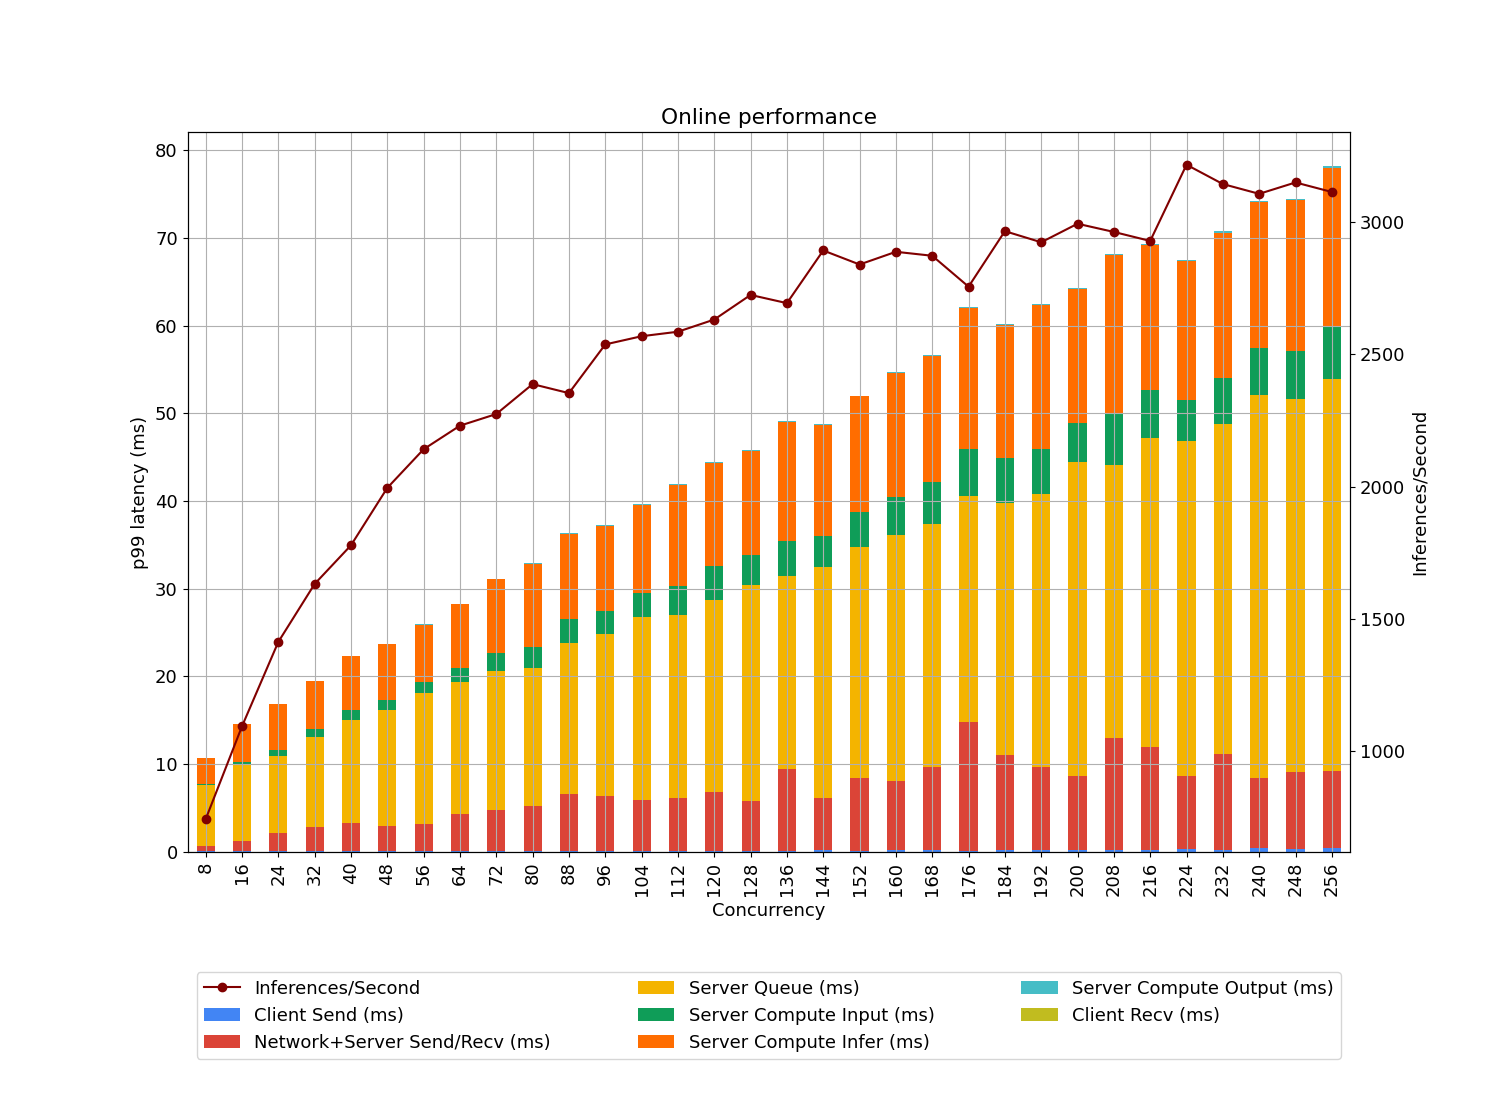 Online performance
80
70
60
50
40
30
20
10
0
p99 latency (ms)
3000
2500
2000
1500
1000
Inferences/Second
8 16 24 32 40 48 56 64 72 80 88 96 104 112 120 128 136 144 152 160 168 176 184 192 200 208 216 224 232 240 248 256
Concurrency
Inferences/Second
Client Send (ms)
Network+Server Send/Recv (ms)
Server Queue (ms)
Server Compute Input (ms)
Server Compute Infer (ms)
Server Compute Output (ms)
Client Recv (ms)